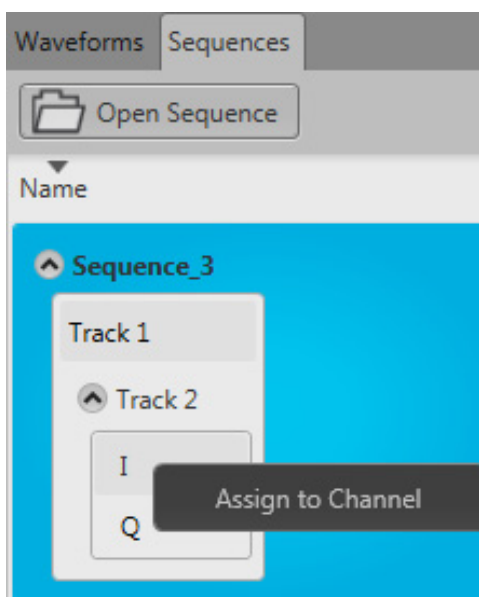 Waveforms Sequences
Open Sequence
Name
Sequence_3
Track 1
Track 2
I
Assign to Channel
Q